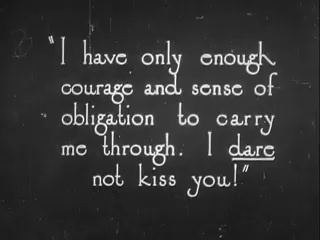 "I have only enough
courage and sense of
obligation to carry
me through. I dare
not kiss you!"